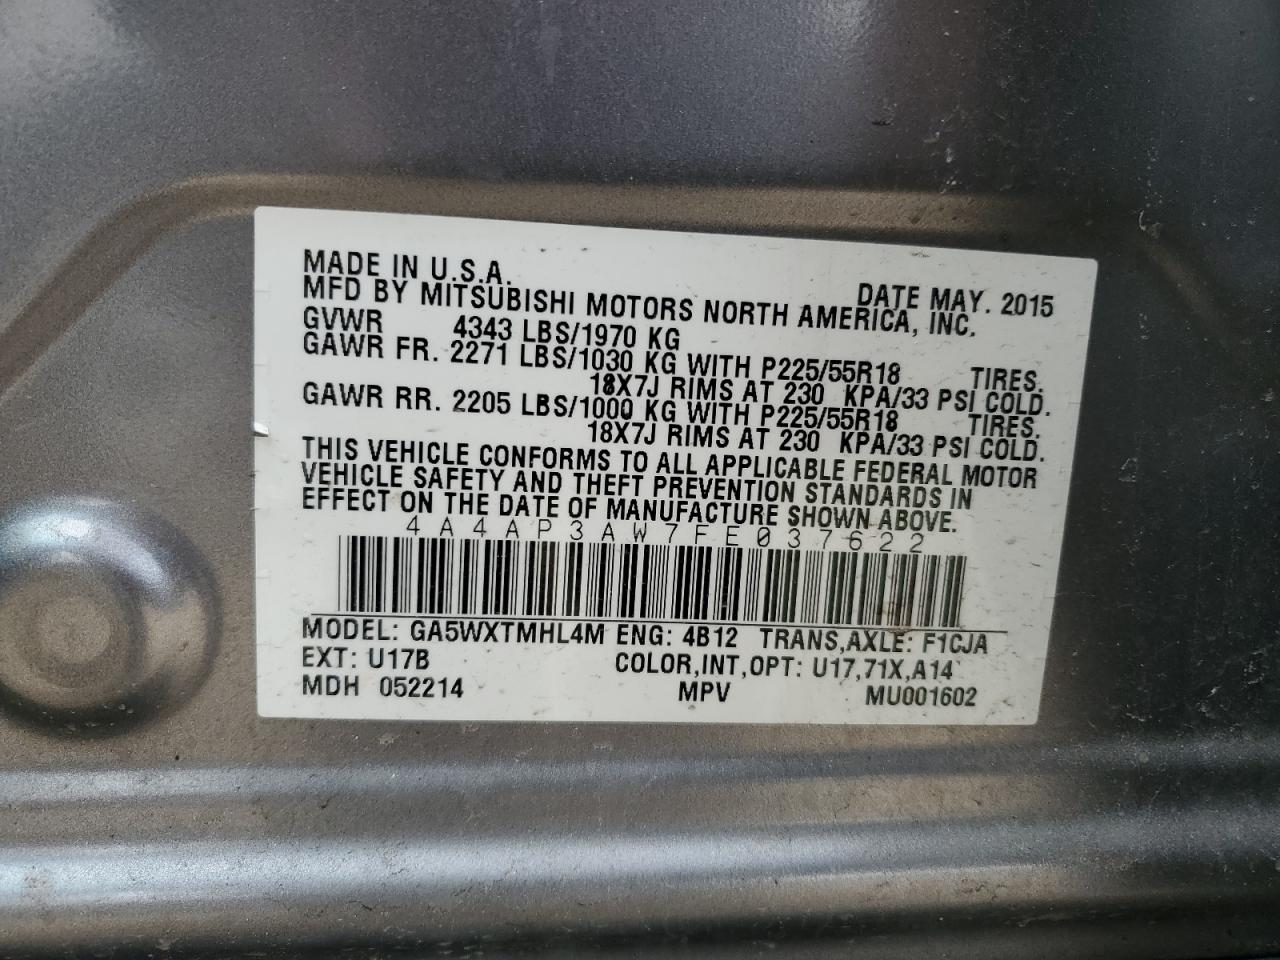 MADE IN U.S.A. DATE MAY. 2015
MFD BY MITSUBISHI MOTORS NORTH AMERICA, INC.
GVWR 4343 LBS/1970 KG
GAWR FR. 2271 LBS/1030 KG WITH P225/55R18 TIRES.
18X7J RIMS AT 230 KPA/33 PSI COLD.
GAWR RR. 2205 LBS/1000 KG WITH P225/55R18 TIRES.
18X7J RIMS AT 230 KPA/33 PSI COLD.
THIS VEHICLE CONFORMS TO ALL APPLICABLE FEDERAL MOTOR
VEHICLE SAFETY AND THEFT PREVENTION STANDARDS IN
EFFECT ON THE DATE OF MANUFACTURE SHOWN ABOVE.
4A4AP3AW7FE037622
MODEL: GA5WXTMHL4M ENG: 4B12 TRANS,AXLE: F1CJA
EXT: U17B COLOR,INT,OPT: U17,71X,A14
MDH 052214 MPV MU001602